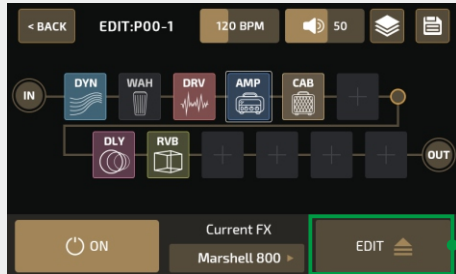 < BACK EDIT:P00-1 120 BPM 50
IN DYN WAH DRV AMP CAB
DLY RVB OUT
ON Current FX EDIT
Marshell 800